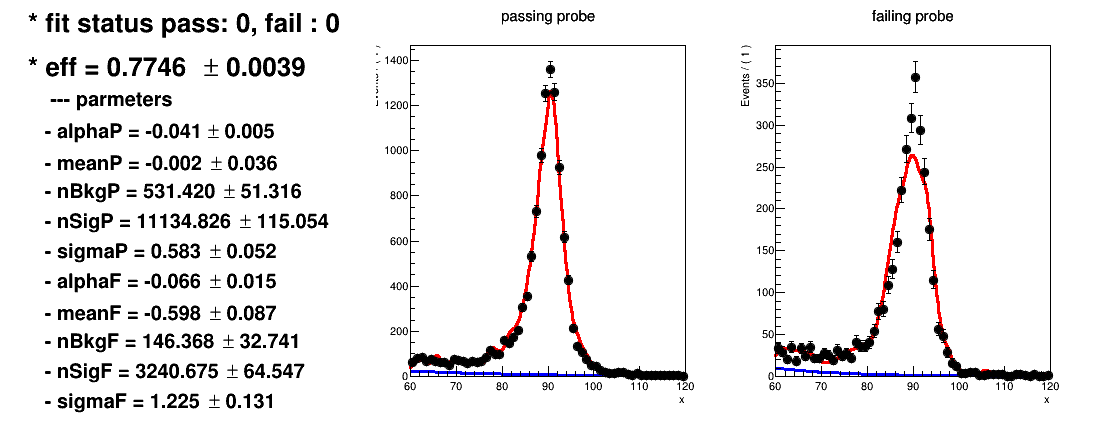 * fit status pass: 0, fail : 0
* eff = 0.7746 ± 0.0039
--- parmeters
- alphaP = -0.041 ± 0.005
- meanP = -0.002 ± 0.036
- nBkgP = 531.420 ± 51.316
- nSigP = 11134.826 ± 115.054
- sigmaP = 0.583 ± 0.052
- alphaF = -0.066 ± 0.015
- meanF = -0.598 ± 0.087
- nBkgF = 146.368 ± 32.741
- nSigF = 3240.675 ± 64.547
- sigmaF = 1.225 ± 0.131
passing probe
1400
1200
1000
800
600
400
200
0
60 70 80 90 100 110 120
x
failing probe
Events / ( 1 )
350
300
250
200
150
100
50
0
60 70 80 90 100 110 120
x